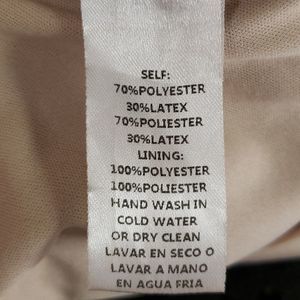 SELF:
70%POLYESTER
30%LATEX
70%POLIESTER
30%LATEX
LINING:
100%POLYESTER
100%POLIESTER
HAND WASH IN
COLD WATER
OR DRY CLEAN
LAVAR EN SECO O
LAVAR A MANO
EN AGUA FRIA